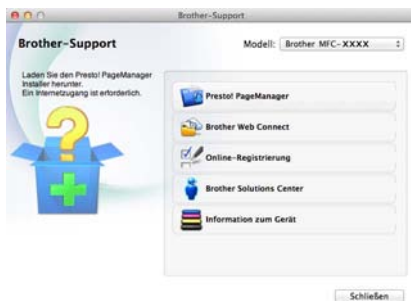 Brother-Support
Brother-Support
Modell: Brother MFC-XXXX
Laden Sie den Presto! PageManager
Installer herunter.
Ein Internetzugang ist erforderlich.
Presto! PageManager
Brother Web Connect
Online-Registrierung
Brother Solutions Center
Information zum Gerät
Schließen